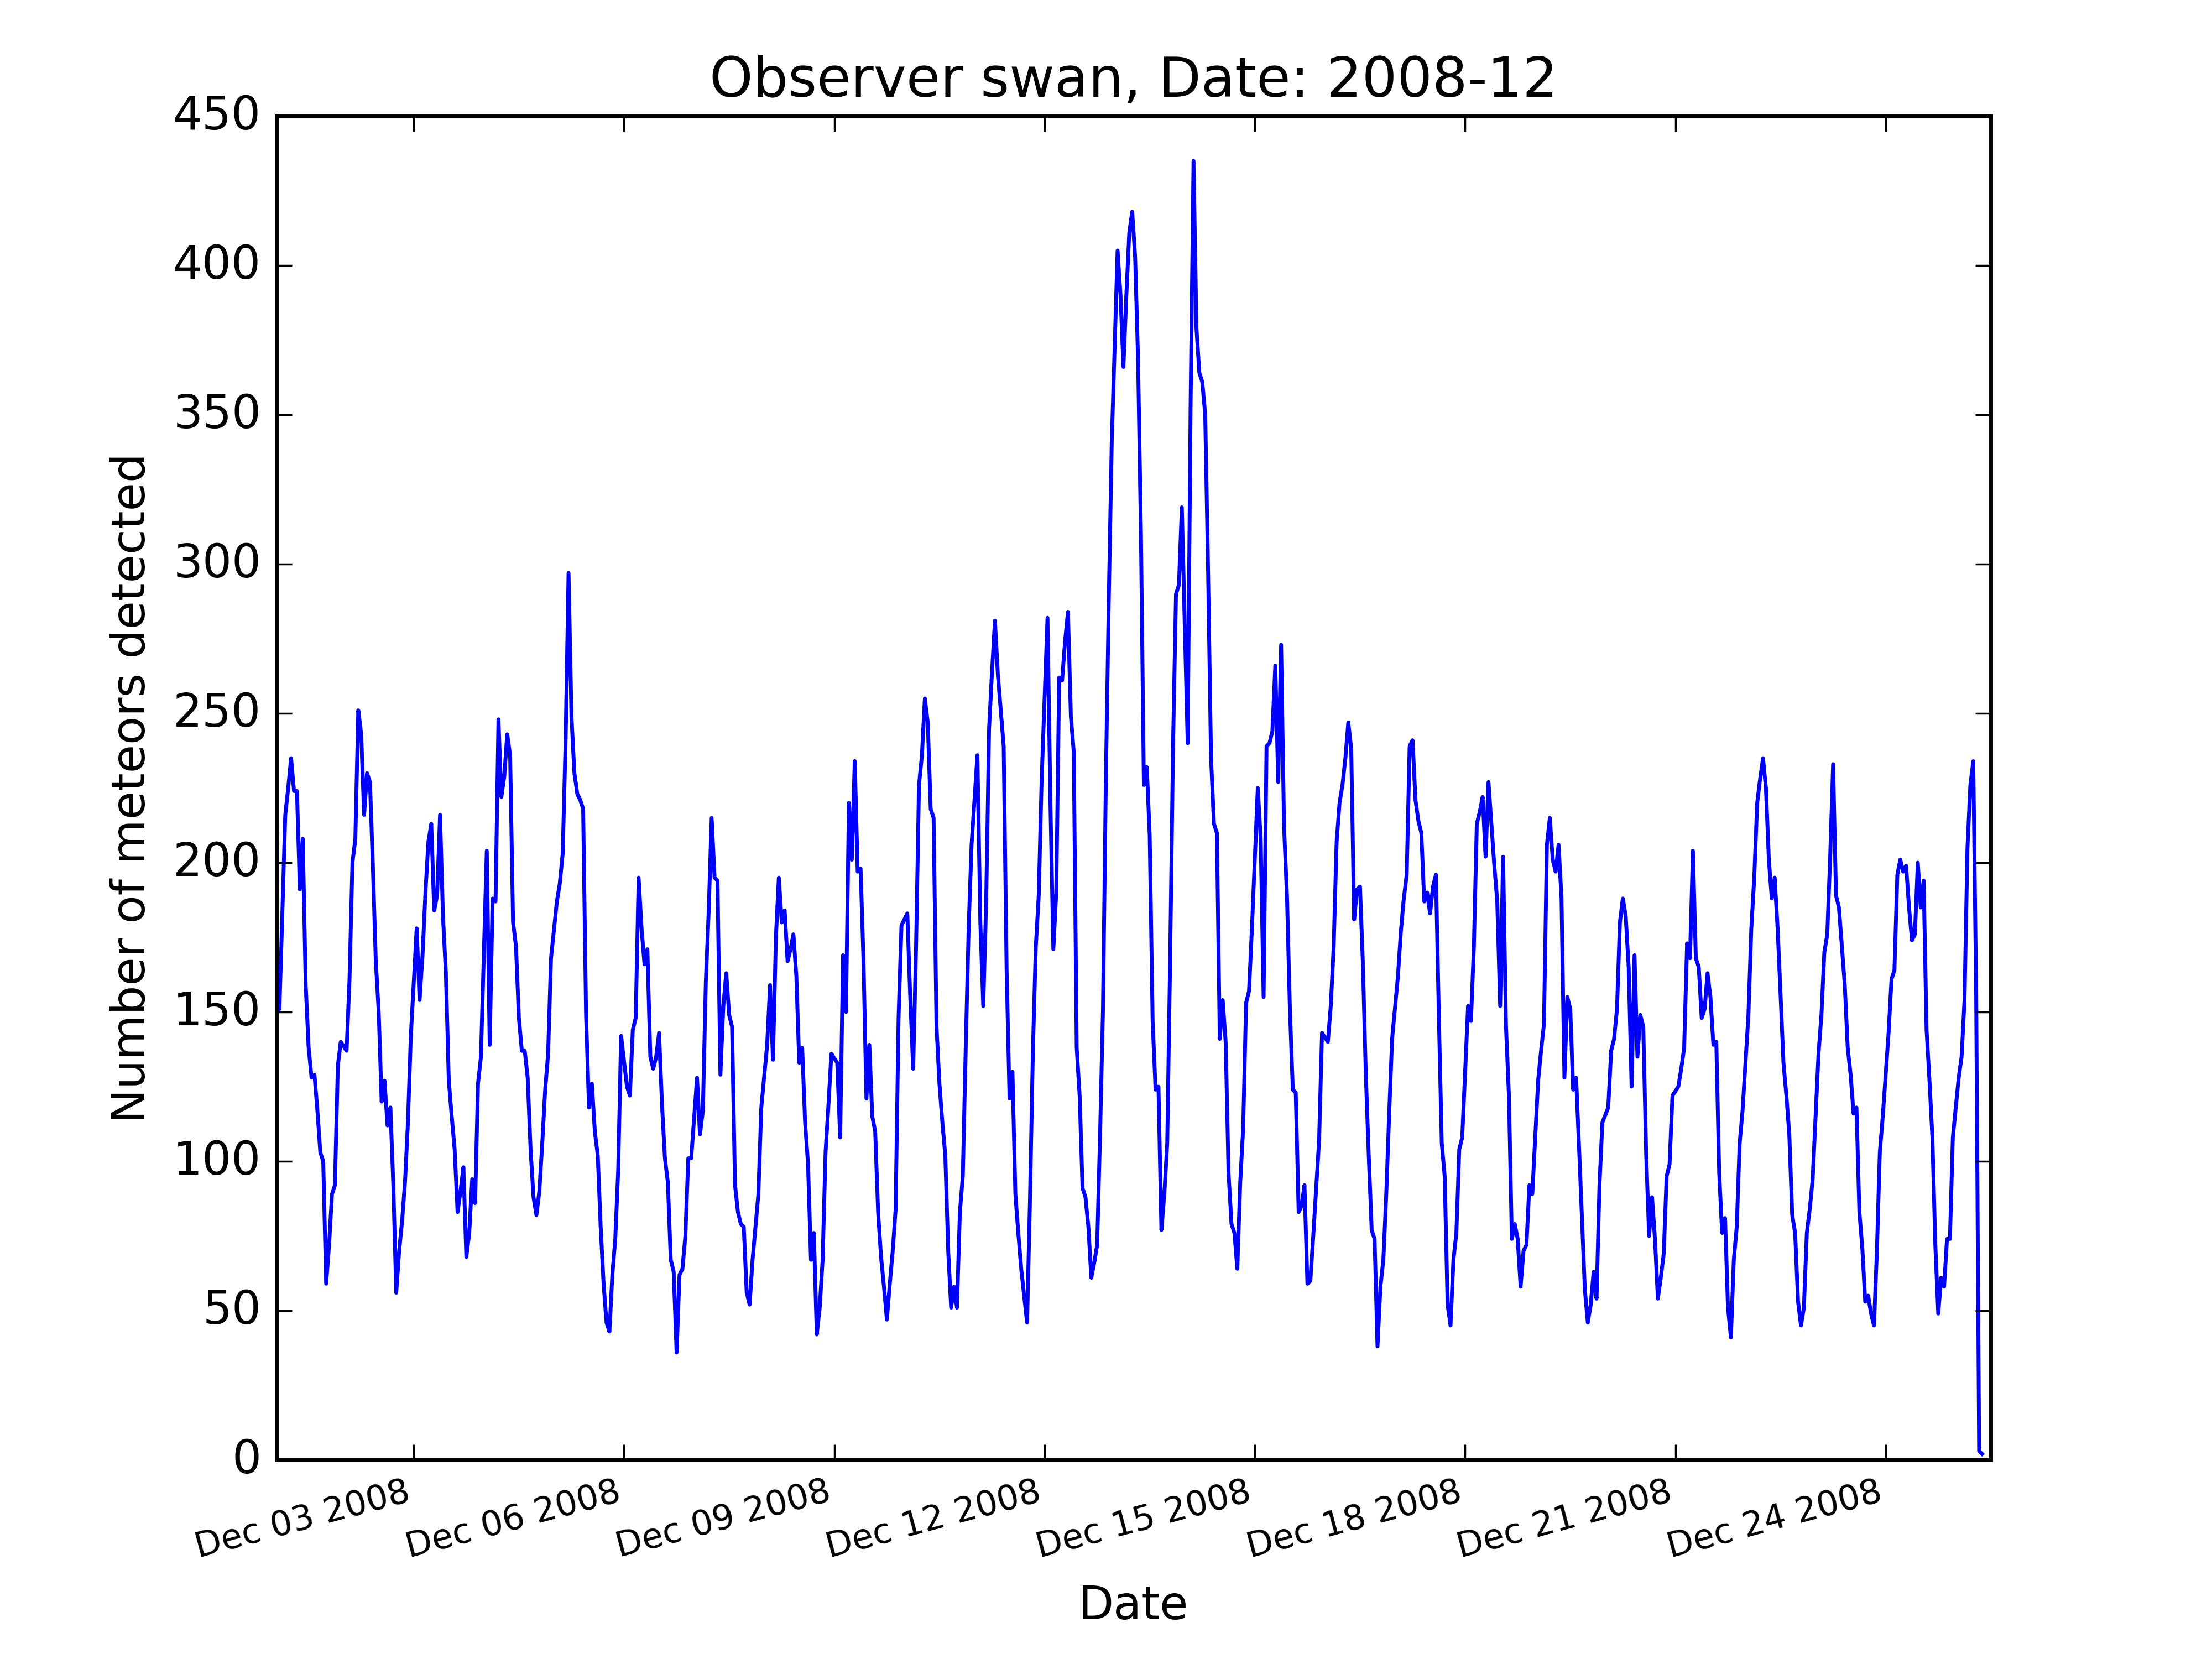 Observer swan, Date: 2008-12
450
400
350
300
250
200
150
100
50
0
Number of meteors detected
Dec 03 2008
Dec 06 2008
Dec 09 2008
Dec 12 2008
Dec 15 2008
Dec 18 2008
Dec 21 2008
Dec 24 2008
Date